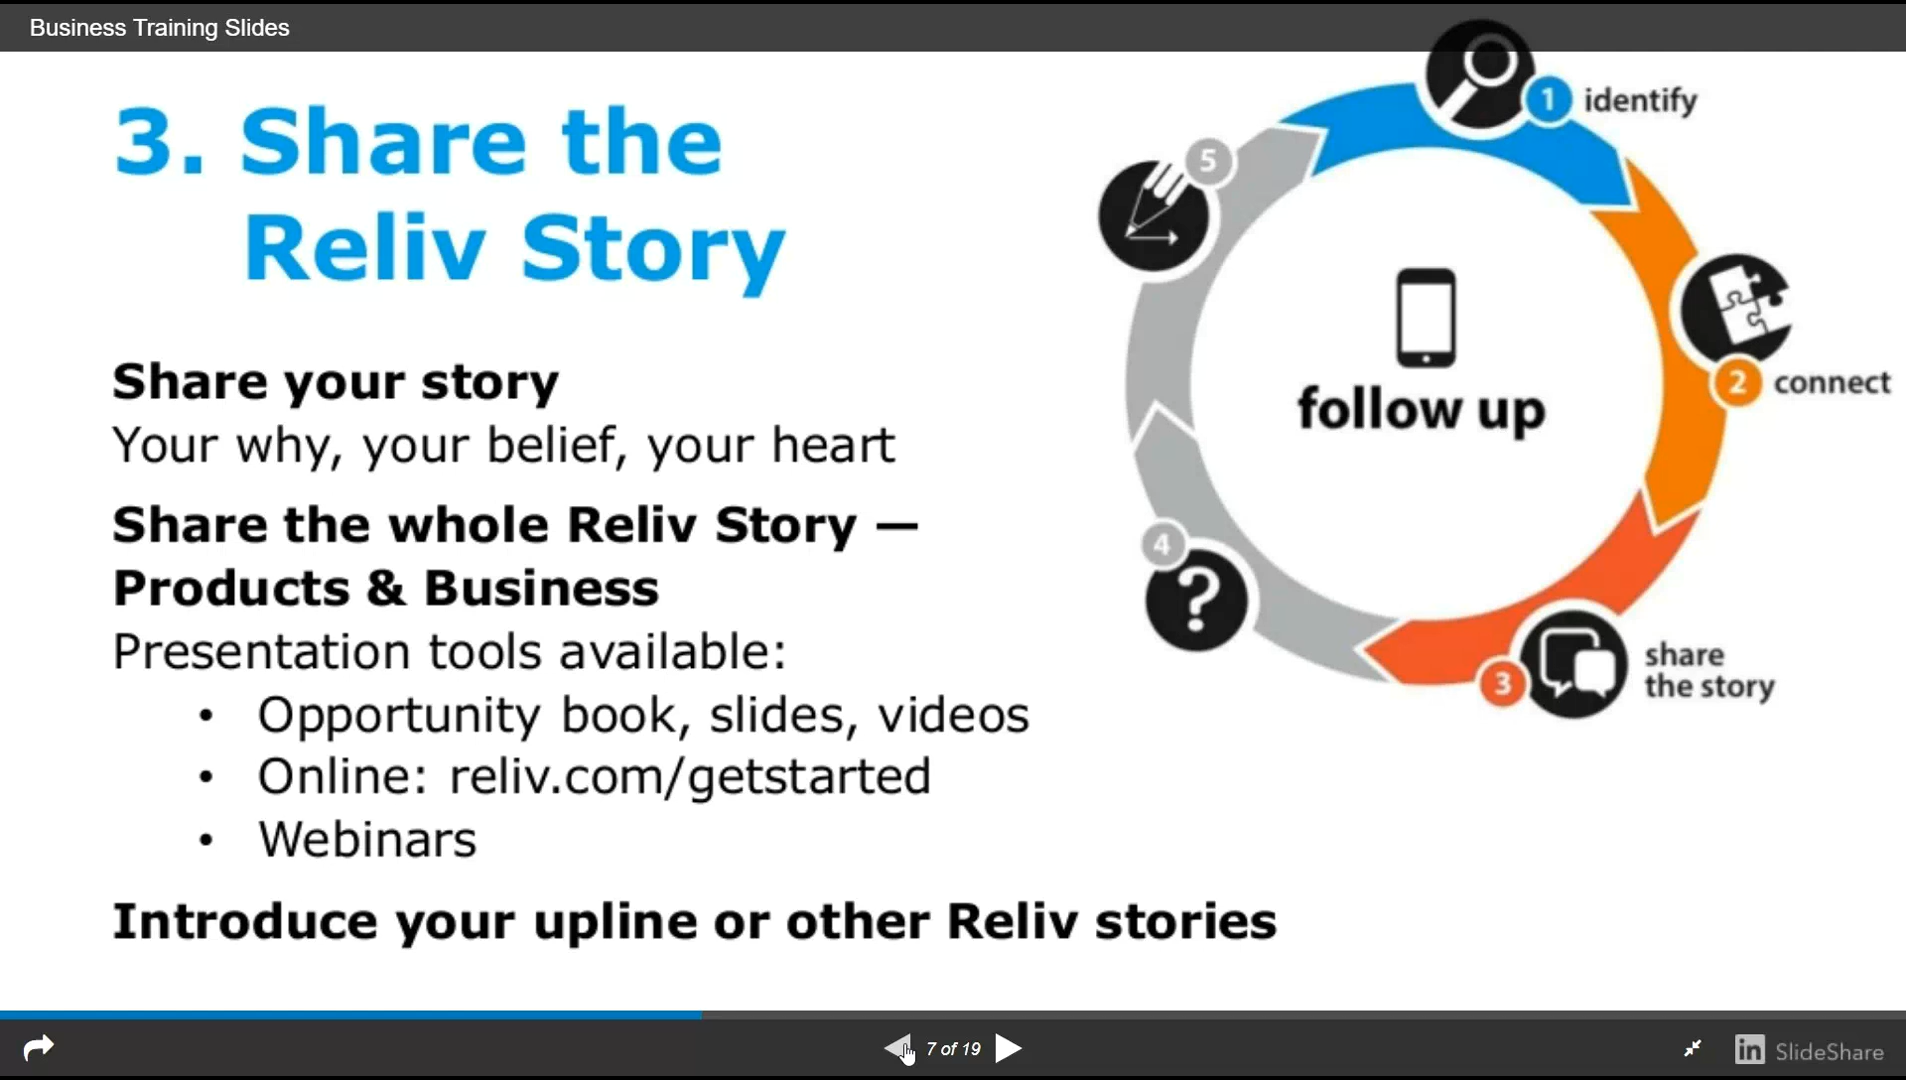 Business Training Slides
3. Share the
Reliv Story
Share your story
Your why, your belief, your heart
Share the whole Reliv Story —
Products & Business
Presentation tools available:
• Opportunity book, slides, videos
• Online: reliv.com/getstarted
• Webinars
Introduce your upline or other Reliv stories
1 identify
2 connect
3 share
the story
4
?
5
follow up
7 of 19
in SlideShare